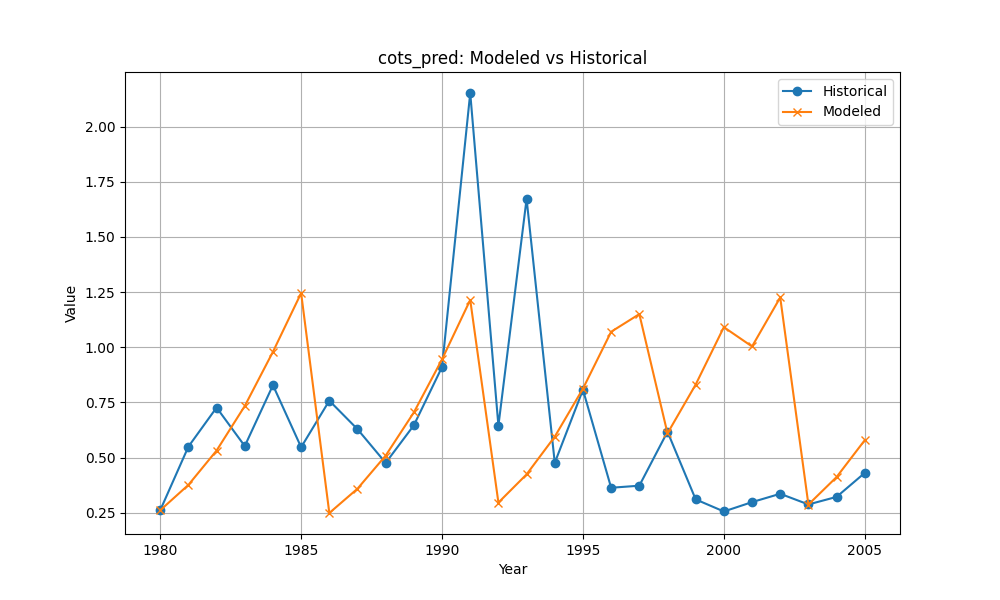 cots_pred: Modeled vs Historical
Historical
Modeled
Value
2.00
1.75
1.50
1.25
1.00
0.75
0.50
0.25
1980 1985 1990 1995 2000 2005
Year